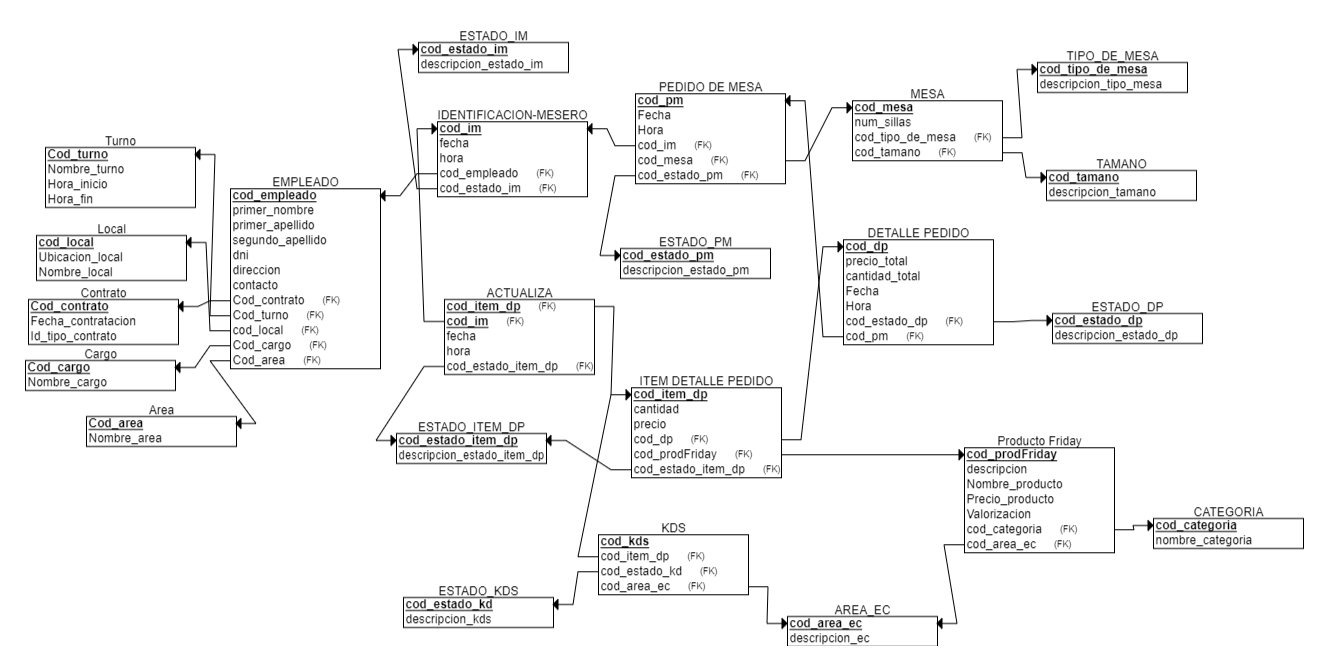 ESTADO_IM
cod_estado_im
descripcion_estado_im
TIPO_DE_MESA
cod_tipo_de_mesa
descripcion_tipo_mesa
PEDIDO DE MESA
cod_pm
Fecha
Hora
cod_im (FK)
cod_mesa (FK)
cod_estado_pm (FK)
MESA
cod_mesa
num_sillas
cod_tipo_de_mesa (FK)
cod_tamano (FK)
IDENTIFICACION-MESERO
cod_im
fecha
hora
cod_empleado (FK)
cod_estado_im (FK)
Turno
Cod_turno
Nombre_turno
Hora_inicio
Hora_fin
TAMANO
cod_tamano
descripcion_tamano
EMPLEADO
cod_empleado
primer_nombre
primer_apellido
segundo_apellido
dni
direccion
contacto
Cod_contrato (FK)
Cod_turno (FK)
cod_local (FK)
Cod_cargo (FK)
Cod_area (FK)
Local
cod_local
Ubicacion_local
Nombre_local
ESTADO_PM
cod_estado_pm
descripcion_estado_pm
DETALLE PEDIDO
cod_dp
precio_total
cantidad_total
Fecha
Hora
cod_estado_dp (FK)
cod_pm (FK)
Contrato
Cod_contrato
Fecha_contratacion
Id_tipo_contrato
ACTUALIZA
cod_item_dp (FK)
cod_im (FK)
fecha
hora
cod_estado_item_dp (FK)
ESTADO_DP
cod_estado_dp
descripcion_estado_dp
Cargo
Cod_cargo
Nombre_cargo
ITEM DETALLE PEDIDO
cod_item_dp
cantidad
precio
cod_dp (FK)
cod_prodFriday (FK)
cod_estado_item_dp (FK)
Area
Cod_area
Nombre_area
ESTADO_ITEM_DP
cod_estado_item_dp
descripcion_estado_item_dp
Producto Friday
cod_prodFriday
descripcion
Nombre_producto
Precio_producto
Valorizacion
cod_categoria (FK)
cod_area_ec (FK)
CATEGORIA
cod_categoria
nombre_categoria
KDS
cod_kds
cod_item_dp (FK)
cod_estado_kd (FK)
cod_area_ec (FK)
ESTADO_KDS
cod_estado_kd
descripcion_kds
AREA_EC
cod_area_ec
descripcion_ec